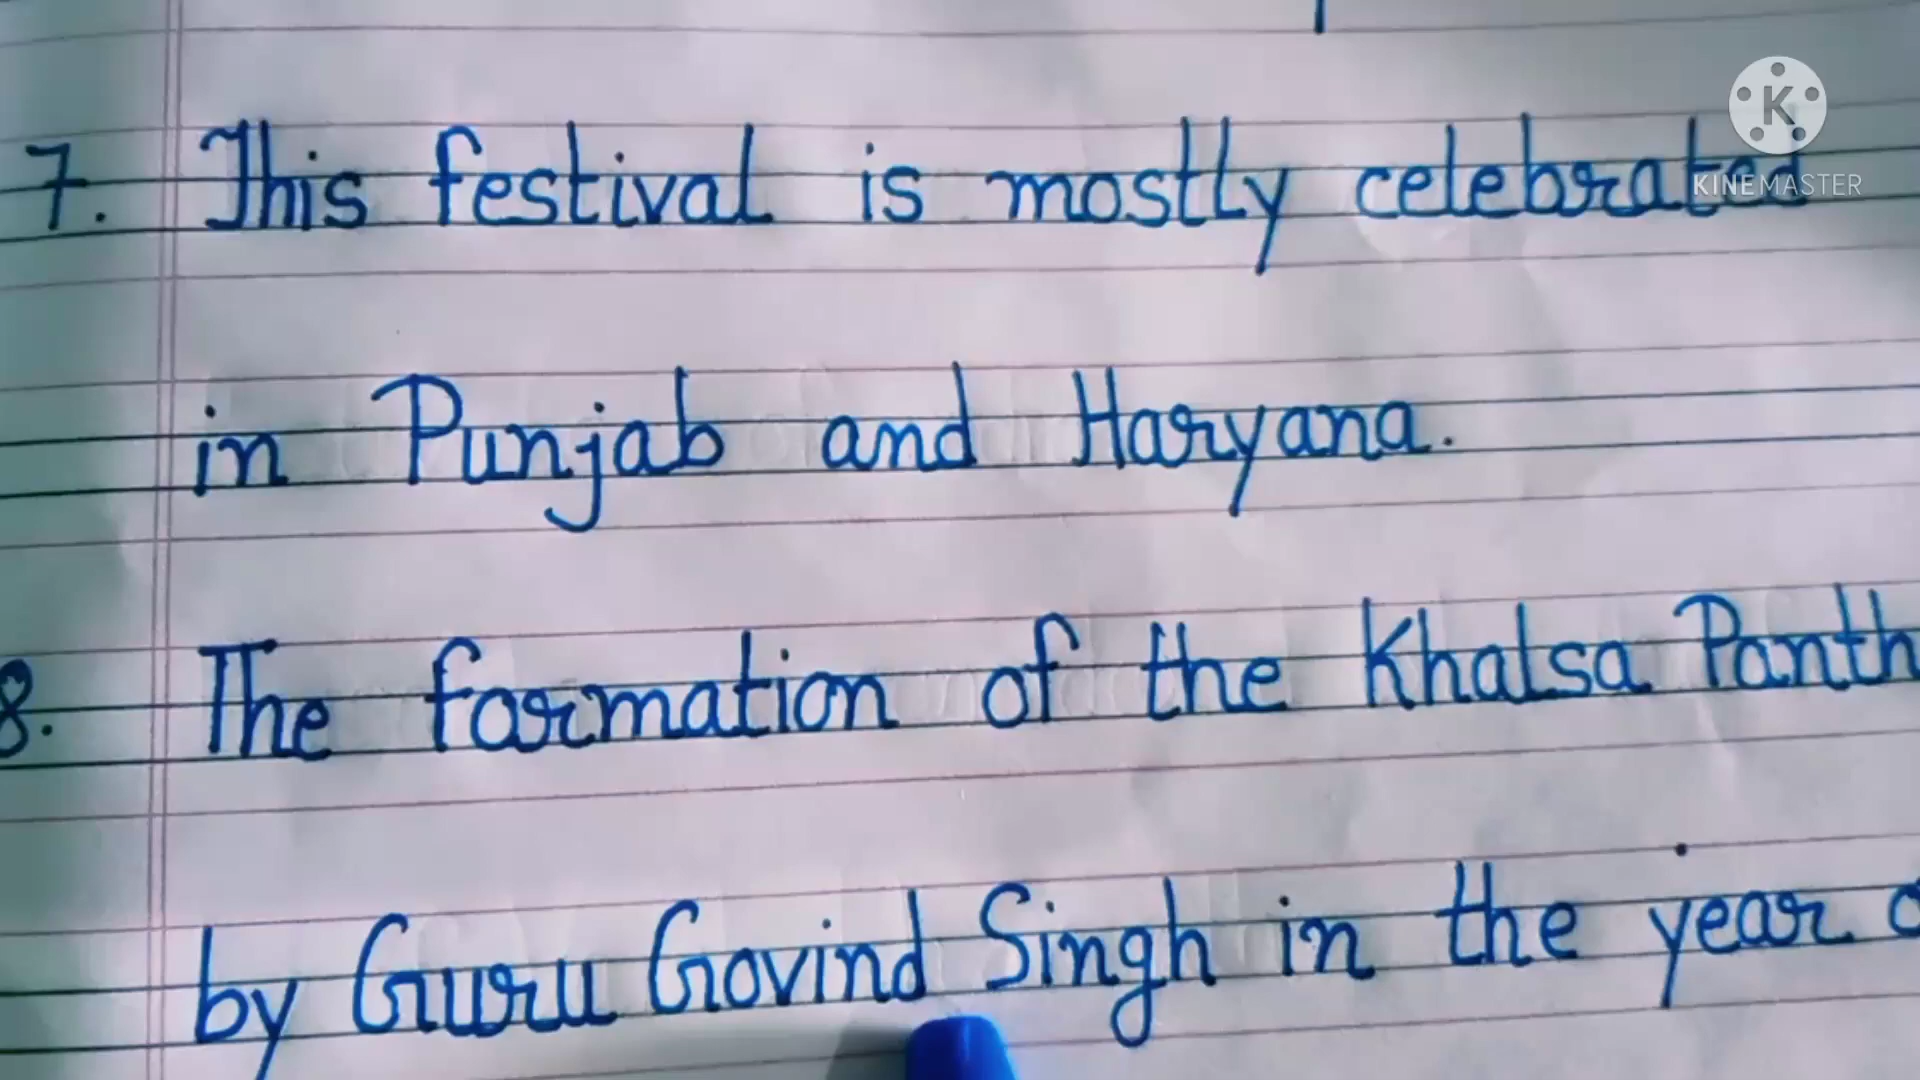 7. This festival is mostly celebrated
in Punjab and Haryana.
8. The formation of the Khalsa Panth
by Guru Govind Singh in the year
KINEMASTER